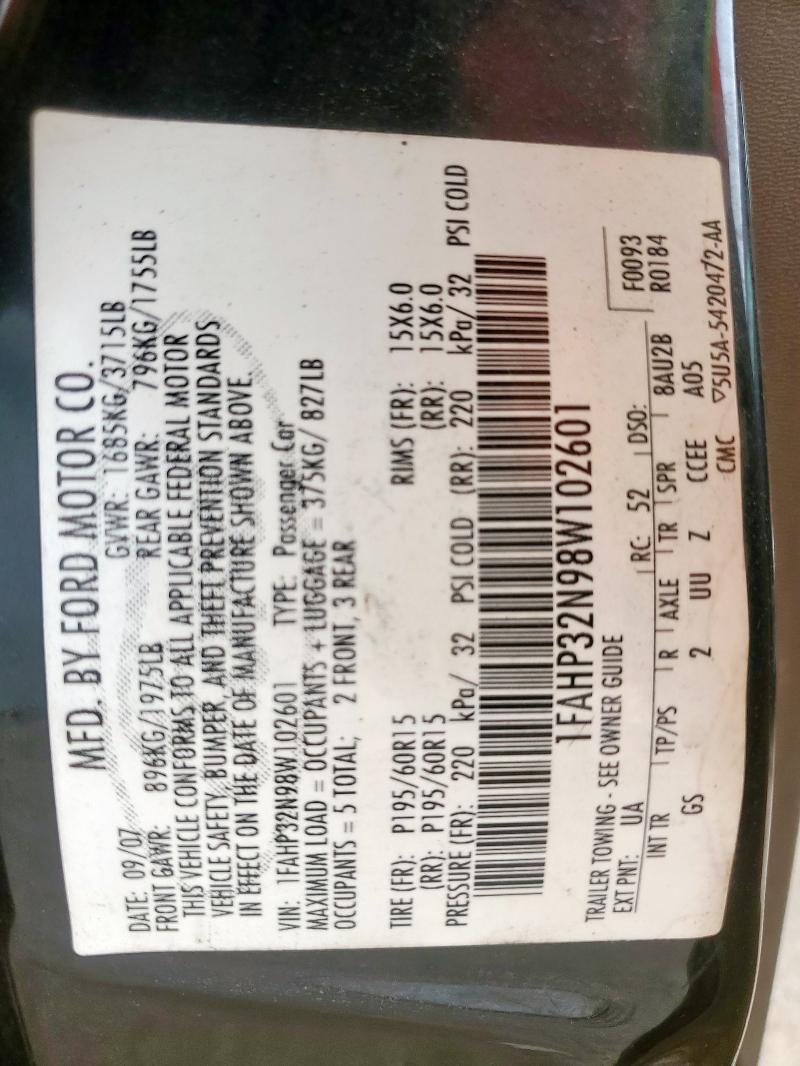 MFD. BY FORD MOTOR CO.
DATE: 09/07 GVWR: 1685KG/3715LB
FRONT GAWR: 896KG/1975LB REAR GAWR: 796KG/1755LB
THIS VEHICLE CONFORMS TO ALL APPLICABLE FEDERAL MOTOR
VEHICLE SAFETY, BUMPER, AND THEFT PREVENTION STANDARDS
IN EFFECT ON THE DATE OF MANUFACTURE SHOWN ABOVE.
VIN: 1FAHP32N98W102601 TYPE: Passenger Car
MAXIMUM LOAD = OCCUPANTS + LUGGAGE = 375KG/ 827LB
OCCUPANTS = 5 TOTAL; 2 FRONT, 3 REAR
TIRE (FR): P195/60R15 RIMS (FR): 15X6.0
(RR): P195/60R15 (RR): 15X6.0
PRESSURE (FR): 220 kPa/ 32 PSI COLD (RR): 220 kPa/ 32 PSI COLD
1FAHP32N98W102601
TRAILER TOWING - SEE OWNER GUIDE F0093
EXT PNT: UA RC: 52 DSO: R0184
INT TR TP/PS R AXLE TR SPR 8AU2B
GS 2 UU Z CCEE A05
CMC ▽5U5A-5420472-AA